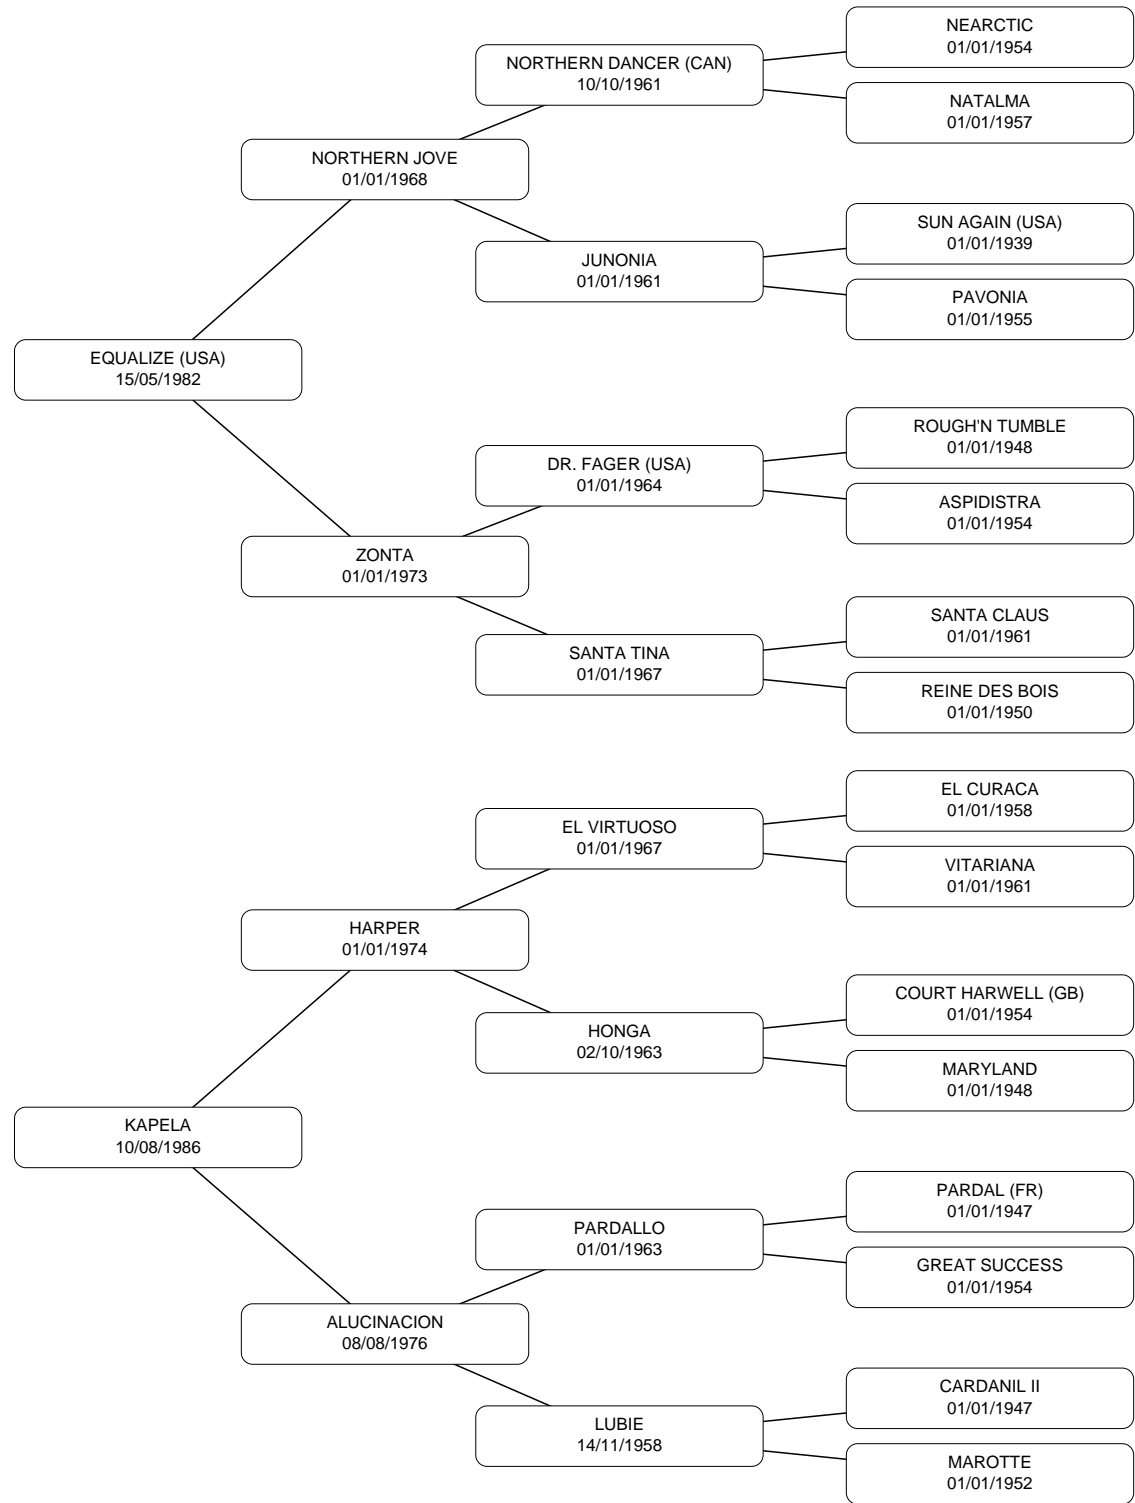 NEARCTIC
01/01/1954
NORTHERN DANCER (CAN)
10/10/1961
NATALMA
01/01/1957
NORTHERN JOVE
01/01/1968
SUN AGAIN (USA)
01/01/1939
JUNONIA
01/01/1961
PAVONIA
01/01/1955
EQUALIZE (USA)
15/05/1982
ROUGH'N TUMBLE
01/01/1948
DR. FAGER (USA)
01/01/1964
ASPIDISTRA
01/01/1954
ZONTA
01/01/1973
SANTA CLAUS
01/01/1961
SANTA TINA
01/01/1967
REINE DES BOIS
01/01/1950
EL CURACA
01/01/1958
EL VIRTUOSO
01/01/1967
VITARIANA
01/01/1961
HARPER
01/01/1974
COURT HARWELL (GB)
01/01/1954
HONGA
02/10/1963
MARYLAND
01/01/1948
KAPELA
10/08/1986
PARDAL (FR)
01/01/1947
PARDALLO
01/01/1963
GREAT SUCCESS
01/01/1954
ALUCINACION
08/08/1976
CARDANIL II
01/01/1947
LUBIE
14/11/1958
MAROTTE
01/01/1952